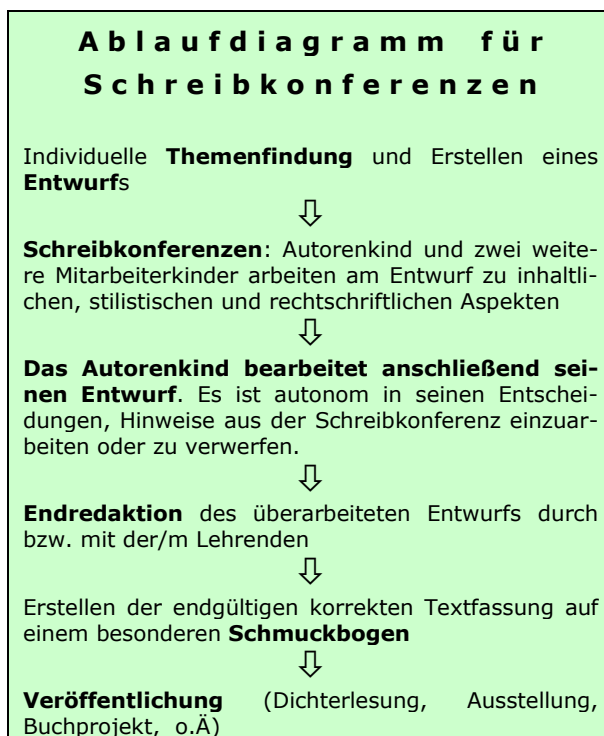 Ablaufdiagramm für
Schreibkonferenzen
Individuelle Themenfindung und Erstellen eines
Entwurfs
⇩
Schreibkonferenzen: Autorenkind und zwei weite-
re Mitarbeiterkinder arbeiten am Entwurf zu inhaltli-
chen, stilistischen und rechtschriftlichen Aspekten
⇩
Das Autorenkind bearbeitet anschließend sei-
nen Entwurf. Es ist autonom in seinen Entschei-
dungen, Hinweise aus der Schreibkonferenz einzuar-
beiten oder zu verwerfen.
⇩
Endredaktion des überarbeiteten Entwurfs durch
bzw. mit der/m Lehrenden
⇩
Erstellen der endgültigen korrekten Textfassung auf
einem besonderen Schmuckbogen
⇩
Veröffentlichung (Dichterlesung, Ausstellung,
Buchprojekt, o.Ä)